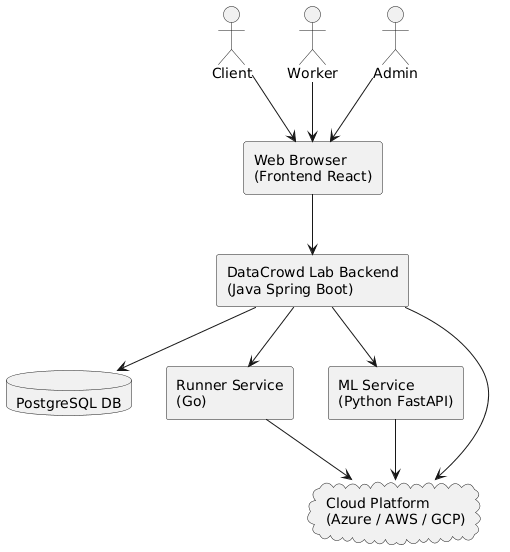 Client
Worker
Admin
Web Browser
(Frontend React)
DataCrowd Lab Backend
(Java Spring Boot)
PostgreSQL DB
Runner Service
(Go)
ML Service
(Python FastAPI)
Cloud Platform
(Azure / AWS / GCP)